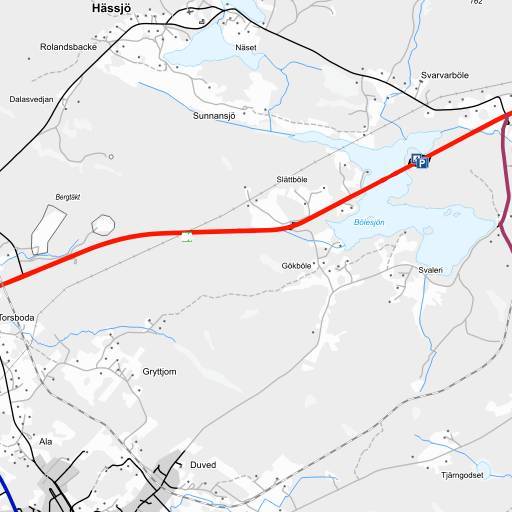 Hässjö
762
Rolandsbacke
Näset
Svarvarböle
Dalasvedjan
Sunnansjö
P
Slättböle
Bergtäkt
Bölesjön
Gökböle
Svaleri
Torsboda
Gryttjom
Ala
Duved
Tjärngodset